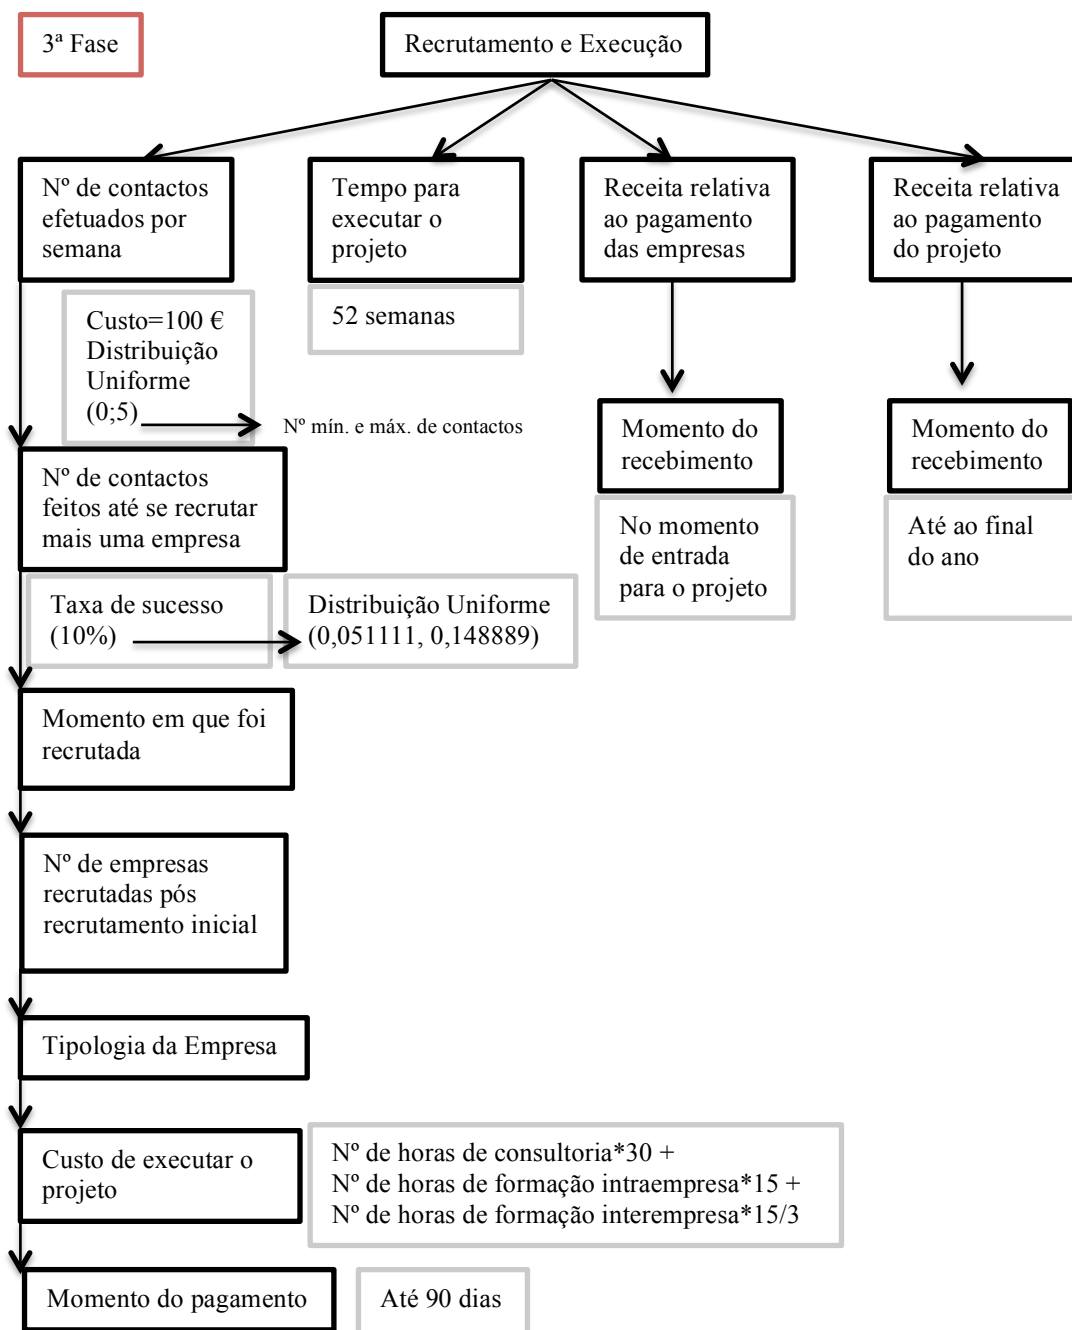 3ª Fase
Recrutamento e Execução
Nº de contactos
efetuados por
semana
Tempo para
executar o
projeto
Receita relativa
ao pagamento
das empresas
Receita relativa
ao pagamento
do projeto
Custo=100 €
Distribuição
Uniforme
(0;5)
Nº mín. e máx. de contactos
52 semanas
Momento do
recebimento
Momento do
recebimento
Nº de contactos
feitos até se recrutar
mais uma empresa
No momento
de entrada
para o projeto
Até ao final
do ano
Taxa de sucesso
(10%)
Distribuição Uniforme
(0,051111, 0,148889)
Momento em que foi
recrutada
Nº de empresas
recrutadas pós
recrutamento inicial
Tipologia da Empresa
Custo de executar o
projeto
Nº de horas de consultoria*30 +
Nº de horas de formação intraempresa*15 +
Nº de horas de formação interempresa*15/3
Momento do pagamento
Até 90 dias